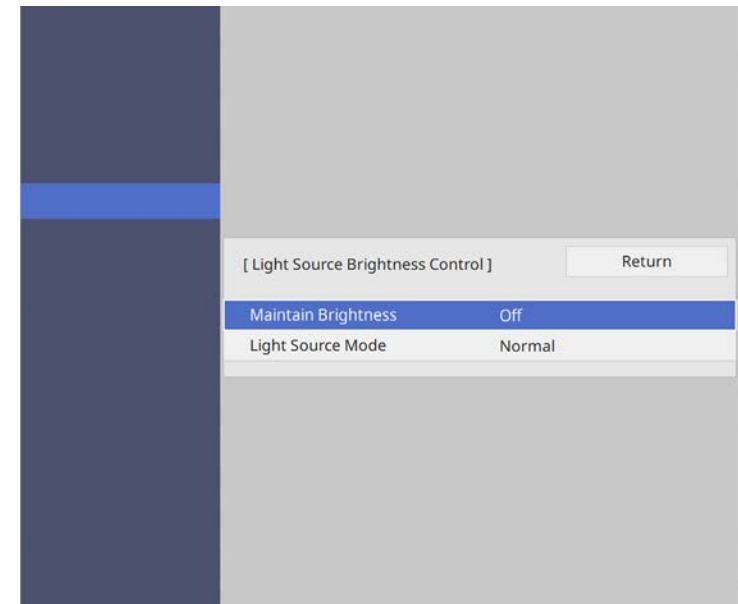 [ Light Source Brightness Control ] Return
Maintain Brightness Off
Light Source Mode Normal